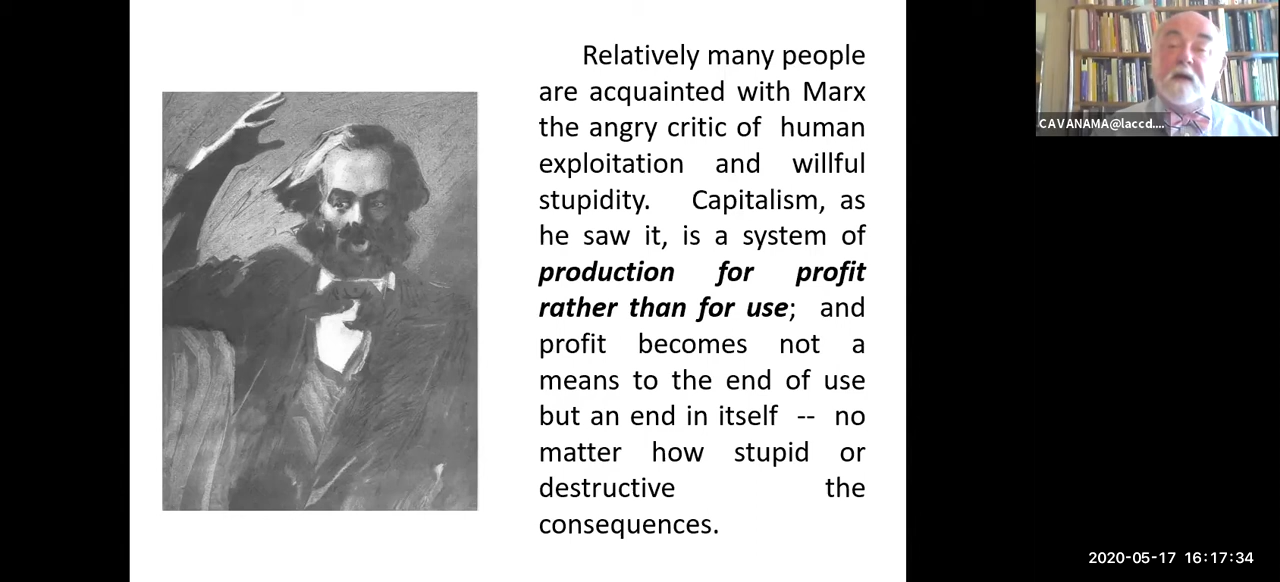 Relatively many people
are acquainted with Marx
the angry critic of human
exploitation and willful
stupidity. Capitalism, as
he saw it, is a system of
production for profit
rather than for use; and
profit becomes not a
means to the end of use
but an end in itself -- no
matter how stupid or
destructive the
consequences.
CAVANAMA@laccd....
2020-05-17 16:17:34